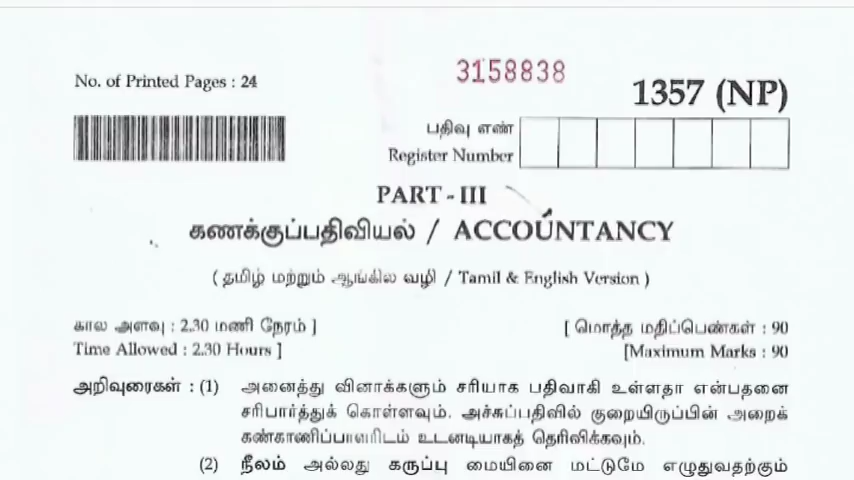 No. of Printed Pages : 24
3158838
1357 (NP)
பதிவு எண்
Register Number
PART - III
கணக்குப்பதிவியல் / ACCOUNTANCY
( தமிழ் மற்றும் ஆங்கில வழி / Tamil & English Version )
கால அளவு : 2.30 மணி நேரம் ]
[ மொத்த மதிப்பெண்கள் : 90
Time Allowed : 2.30 Hours ]
[Maximum Marks : 90
அறிவுரைகள் : (1) அனைத்து வினாக்களும் சரியாக பதிவாகி உள்ளதா என்பதனை
சரிபார்த்துக் கொள்ளவும். அச்சுப்பதிவில் குறையிருப்பின் அறைக்
கண்காணிப்பாளரிடம் உடனடியாகத் தெரிவிக்கவும்.
(2) நீலம் அல்லது கருப்பு மையினை மட்டுமே எழுதுவதற்கும்